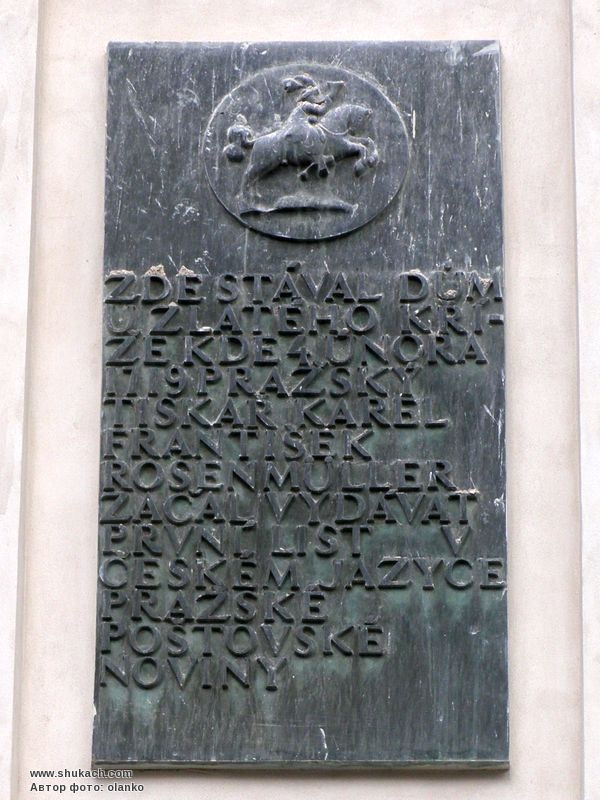 ZDE STÁVAL DŮM
U ZLATÉHO KŘÍ-
ŽE KDE 4. ÚNORA
1719 PRAŽSKÝ
TISKAŘ KAREL
FRANTIŠEK
ROSENMÜLLER
ZAČAL VYDÁVAT
PRVNÍ LIST V
ČESKÉM JAZYCE
PRAŽSKÉ
POŠTOVSKÉ
NOVINY
www.shukach.com
Автор фото: olanko